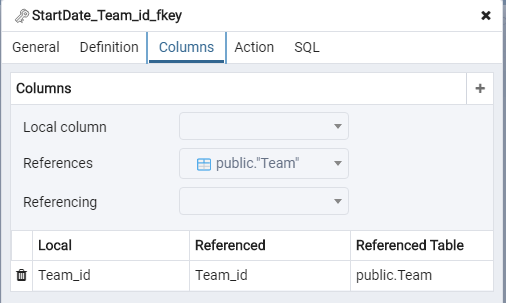 StartDate_Team_id_fkey
General Definition Columns Action SQL
Columns
Local column
References public."Team"
Referencing
Local Referenced Referenced Table
Team_id Team_id public.Team